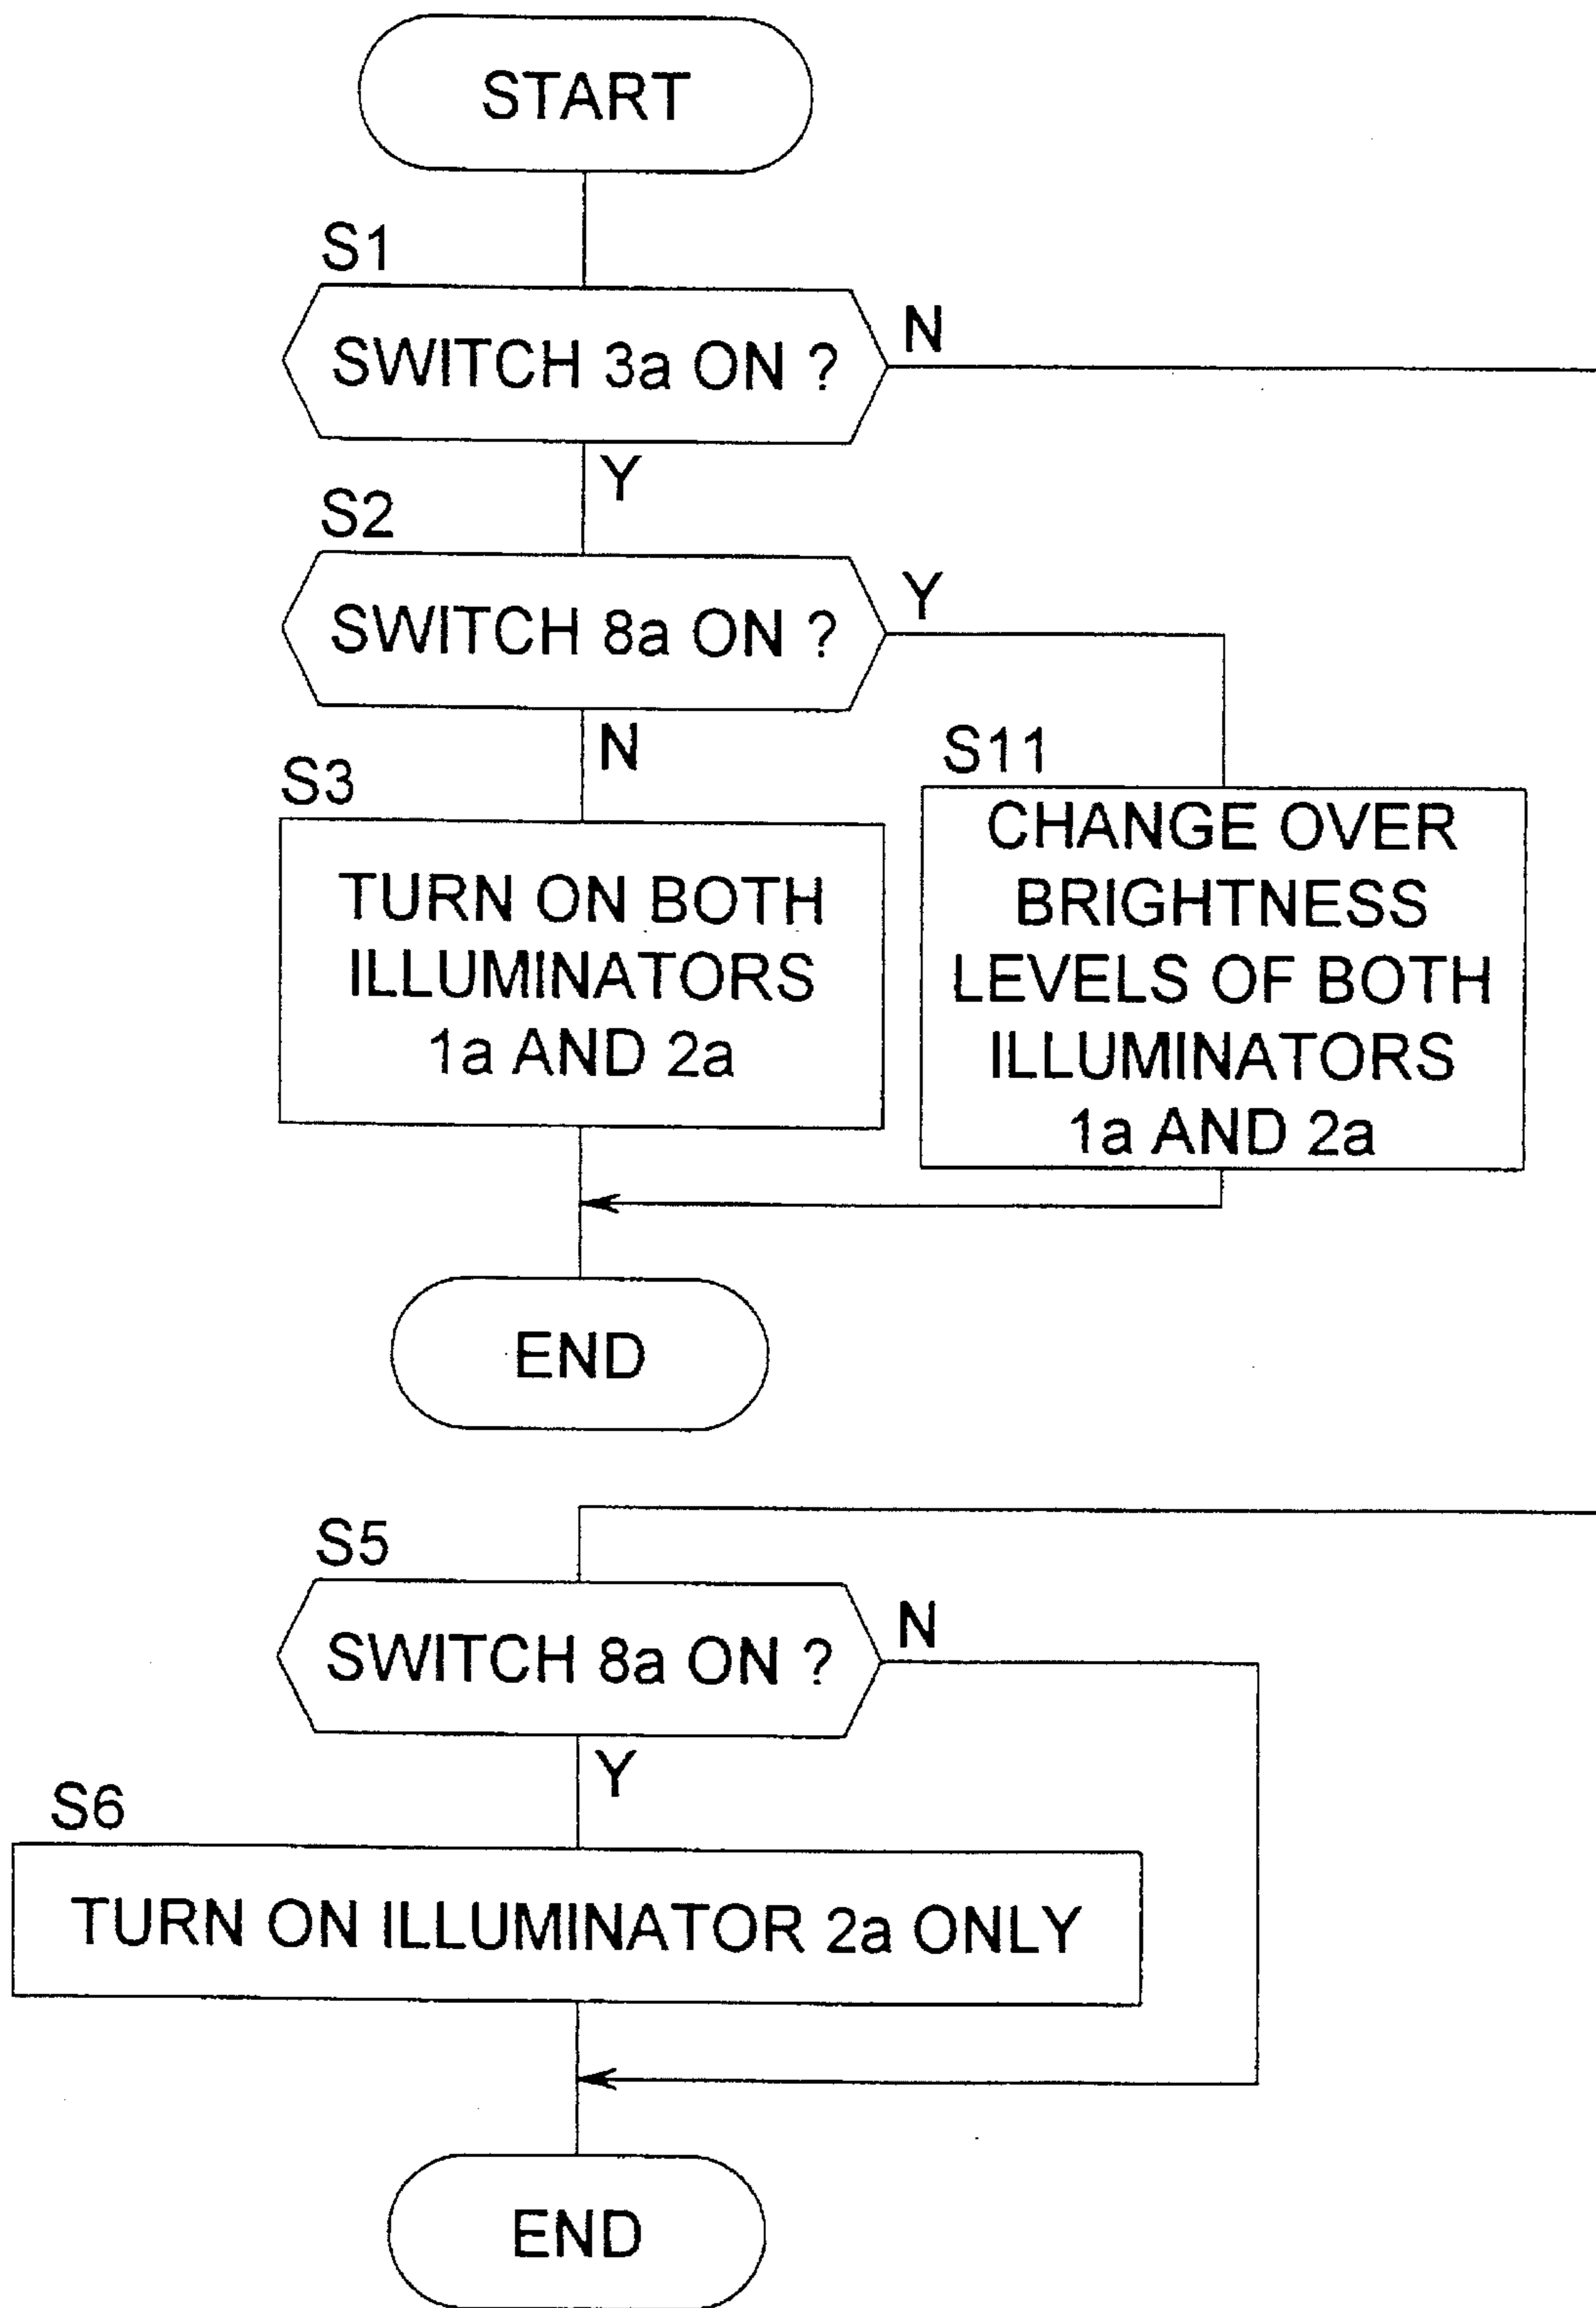 START
S1
SWITCH 3a ON ?
N
Y
S2
SWITCH 8a ON ?
Y
N
S3
TURN ON BOTH
ILLUMINATORS
1a AND 2a
S11
CHANGE OVER
BRIGHTNESS
LEVELS OF BOTH
ILLUMINATORS
1a AND 2a
END
S5
SWITCH 8a ON ?
N
Y
S6
TURN ON ILLUMINATOR 2a ONLY
END